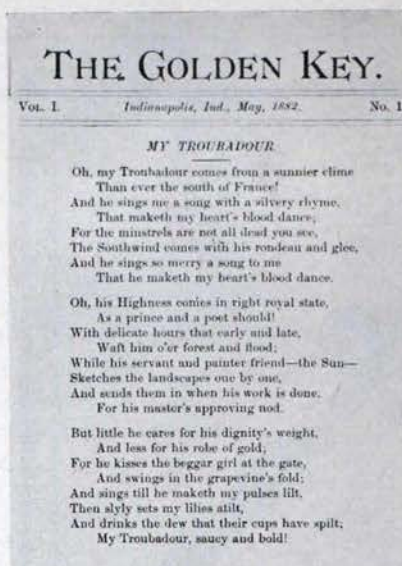 THE GOLDEN KEY.
VOL. I. Indianapolis, Ind., May, 1882. No. 1
MY TROUBADOUR
Oh, my Troubadour comes from a sunnier clime
Than ever the south of France!
And he sings me a song with a silvery rhyme,
That maketh my heart's blood dance;
For the minstrels are not all dead you see,
The Southwind comes with his rondeau and glee,
And he sings so merry a song to me
That he maketh my heart's blood dance.
Oh, his Highness comes in right royal state,
As a prince and a poet should!
With delicate hours that early and late,
Waft him o'er forest and flood;
While his servant and painter friend—the Sun—
Sketches the landscapes one by one,
And sends them in when his work is done,
For his master's approving nod.
But little he cares for his dignity's weight,
And less for his robe of gold;
For he kisses the beggar girl at the gate,
And swings in the grapevine's fold;
And sings till he maketh my pulses lilt,
Then slyly sets my lilies atilt,
And drinks the dew that their cups have spilt;
My Troubadour, saucy and bold!